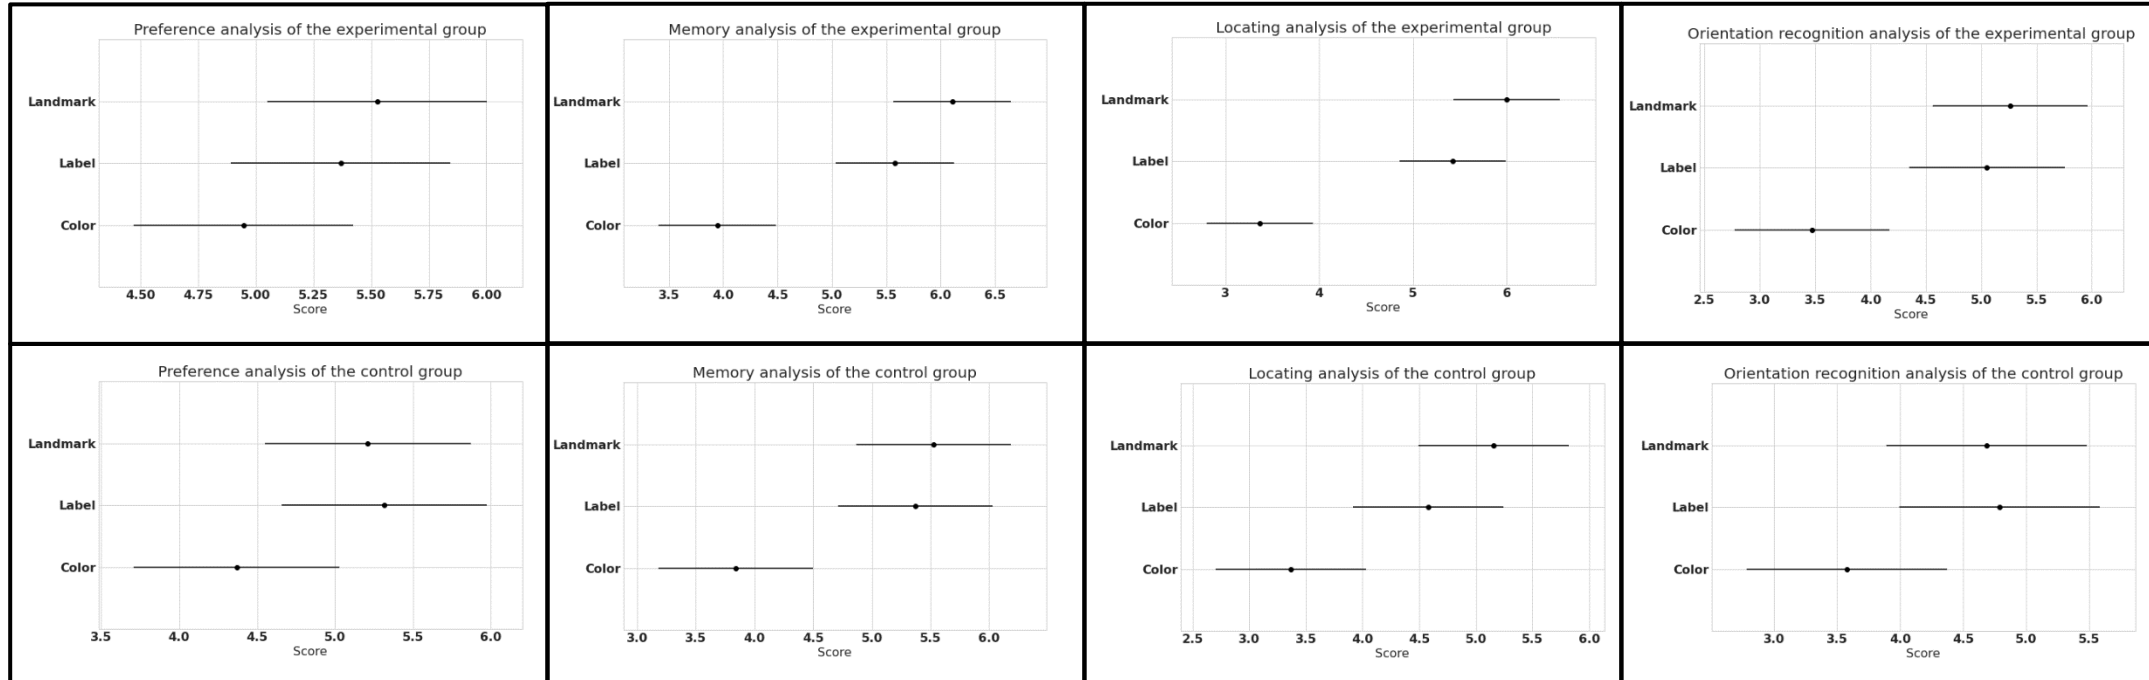 Preference analysis of the experimental group
Landmark
Label
Color
4.50 4.75 5.00 5.25 5.50 5.75 6.00
Score
Memory analysis of the experimental group
Landmark
Label
Color
3.5 4.0 4.5 5.0 5.5 6.0 6.5
Score
Locating analysis of the experimental group
Landmark
Label
Color
3 4 5 6
Score
Orientation recognition analysis of the experimental group
Landmark
Label
Color
2.5 3.0 3.5 4.0 4.5 5.0 5.5 6.0
Score
Preference analysis of the control group
Landmark
Label
Color
3.5 4.0 4.5 5.0 5.5 6.0
Score
Memory analysis of the control group
Landmark
Label
Color
3.0 3.5 4.0 4.5 5.0 5.5 6.0
Score
Locating analysis of the control group
Landmark
Label
Color
2.5 3.0 3.5 4.0 4.5 5.0 5.5 6.0
Score
Orientation recognition analysis of the control group
Landmark
Label
Color
3.0 3.5 4.0 4.5 5.0 5.5
Score